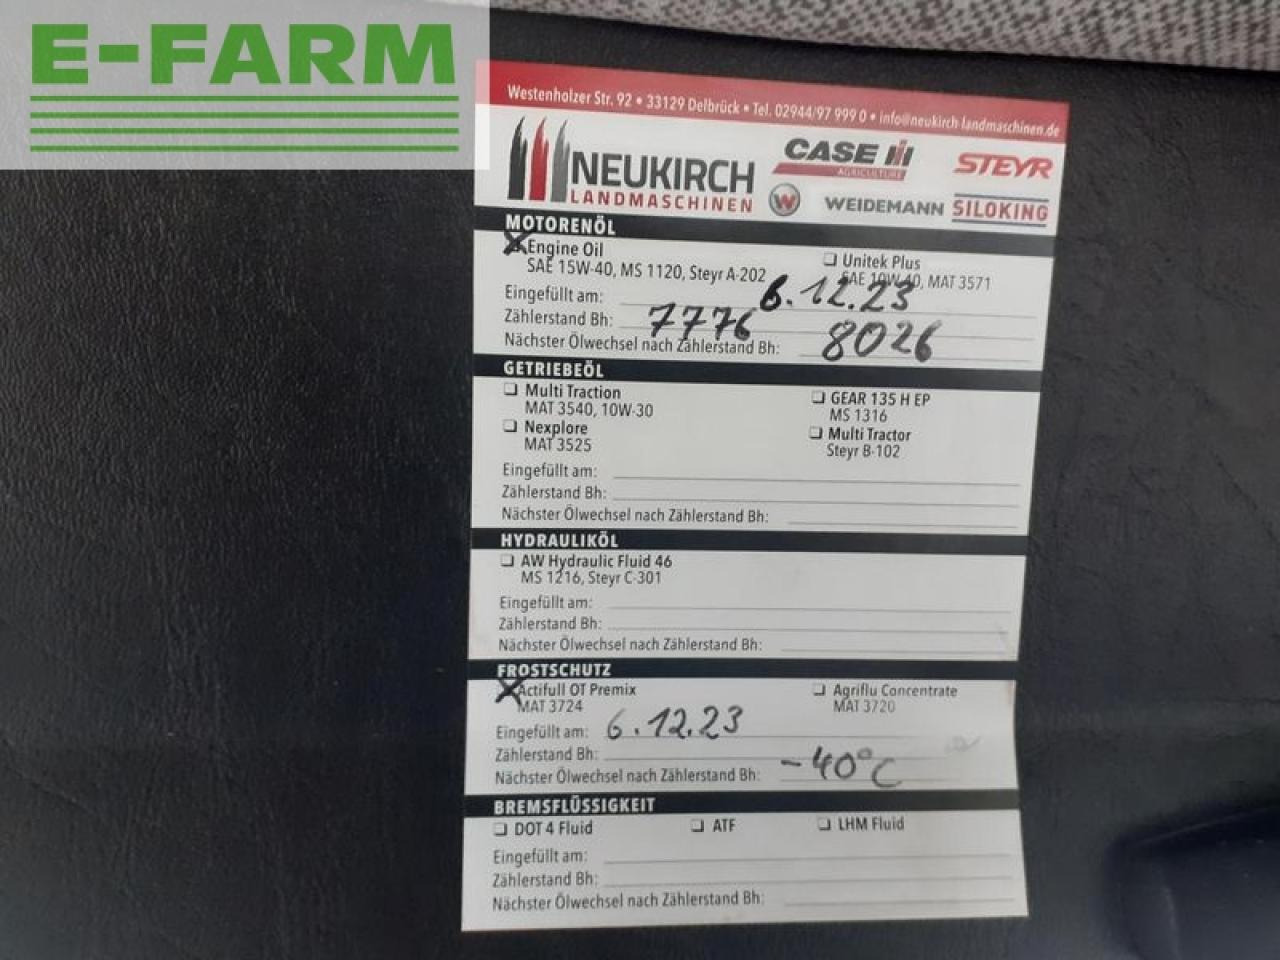 E-FARM
Westenholzer Str. 92 • 33129 Delbrück • Tel. 02944/97 999 0 • info@neukirch-landmaschinen.de
NEUKIRCH
LANDMASCHINEN
CASE IH
AGRICULTURE
STEYR
W WEIDEMANN
SILOKING
MOTORENÖL
X Engine Oil
SAE 15W-40, MS 1120, Steyr A-202
❏ Unitek Plus
SAE 10W-40, MAT 3571
Eingefüllt am: 6.12.23
Zählerstand Bh: 7776
Nächster Ölwechsel nach Zählerstand Bh: 8026
GETRIEBEÖL
❏ Multi Traction
MAT 3540, 10W-30
❏ GEAR 135 H EP
MS 1316
❏ Nexplore
MAT 3525
❏ Multi Tractor
Steyr B-102
Eingefüllt am:
Zählerstand Bh:
Nächster Ölwechsel nach Zählerstand Bh:
HYDRAULIKÖL
❏ AW Hydraulic Fluid 46
MS 1216, Steyr C-301
Eingefüllt am:
Zählerstand Bh:
Nächster Ölwechsel nach Zählerstand Bh:
FROSTSCHUTZ
X Actifull OT Premix
MAT 3724
❏ Agriflu Concentrate
MAT 3720
Eingefüllt am: 6.12.23
Zählerstand Bh:
Nächster Ölwechsel nach Zählerstand Bh: -40°C
BREMSFLÜSSIGKEIT
❏ DOT 4 Fluid ❏ ATF ❏ LHM Fluid
Eingefüllt am:
Zählerstand Bh:
Nächster Ölwechsel nach Zählerstand Bh: